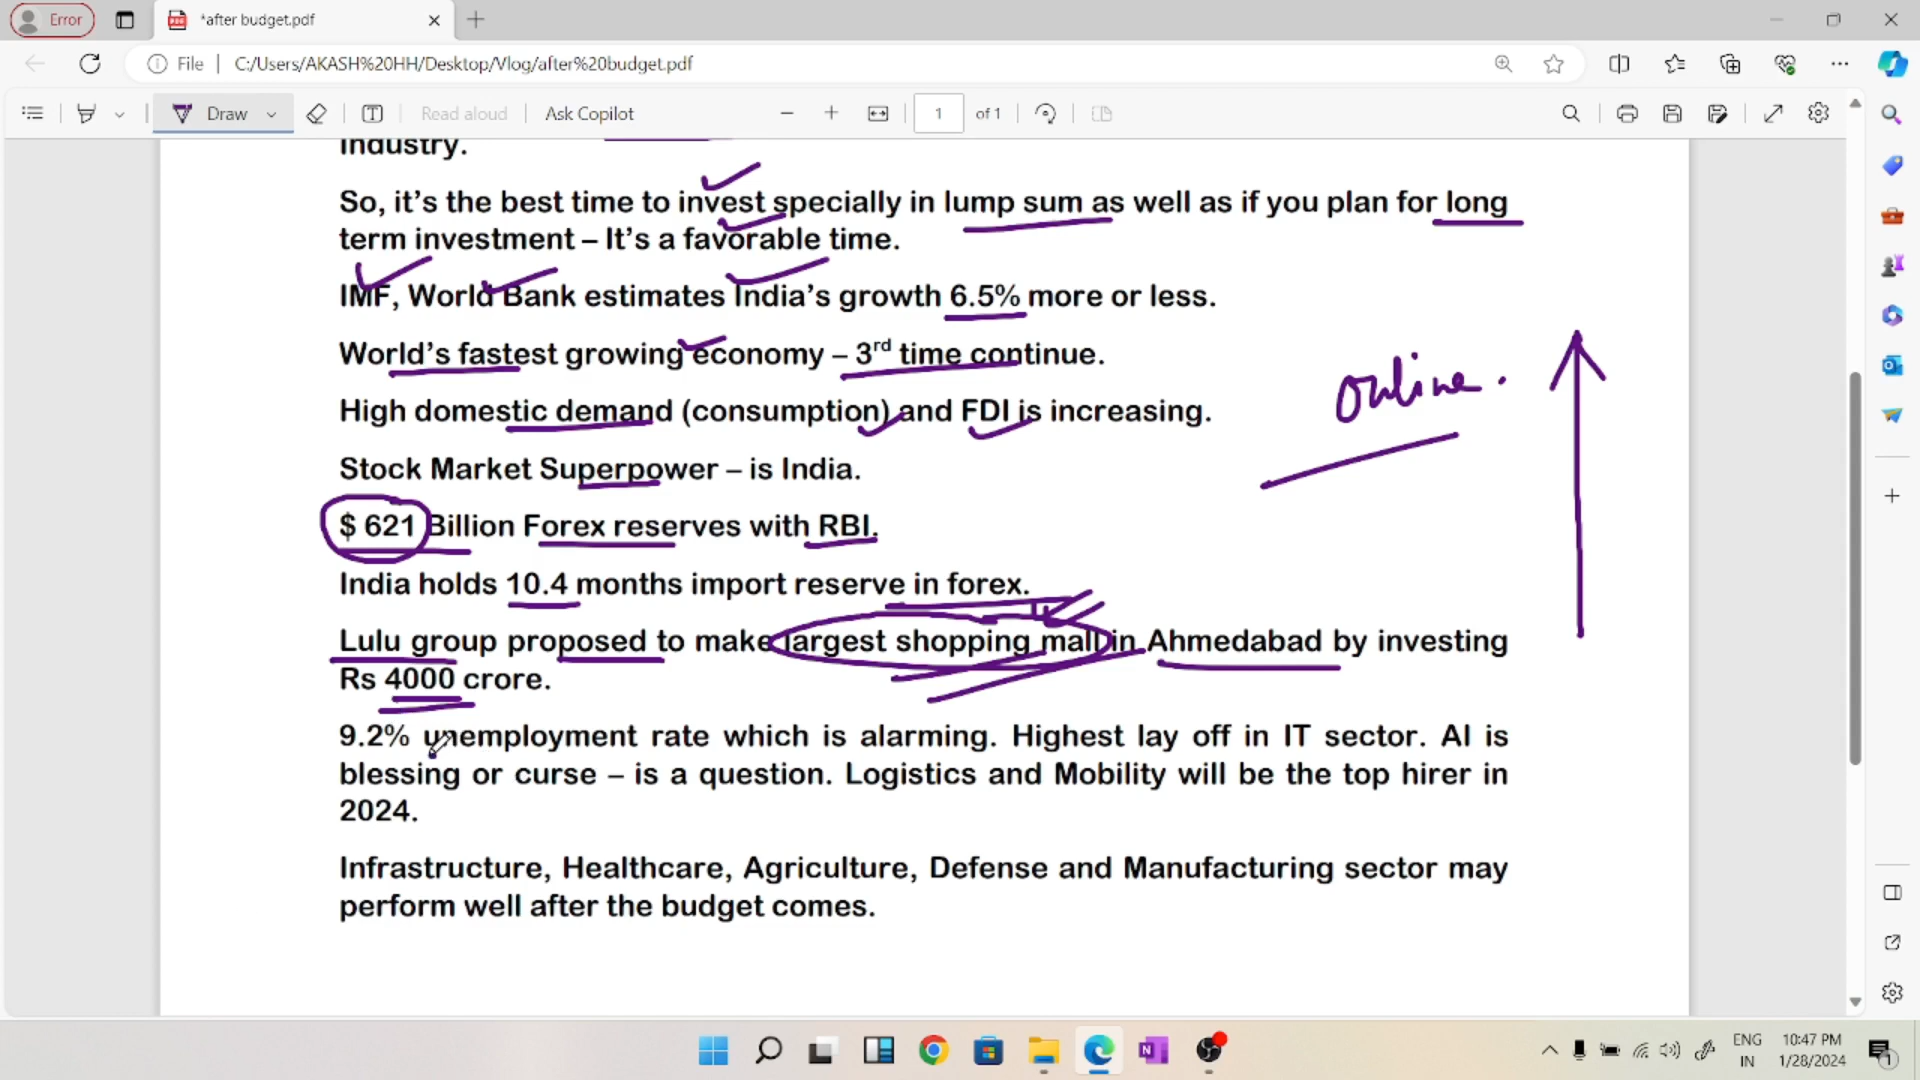 Error
*after budget.pdf
File
C:/Users/AKASH%20HH/Desktop/Vlog/after%20budget.pdf
Draw
Read aloud
Ask Copilot
1
of 1
Industry.
So, it's the best time to invest specially in lump sum as well as if you plan for long
term investment – It's a favorable time.
IMF, World Bank estimates India's growth 6.5% more or less.
World's fastest growing economy – 3rd time continue.
online.
High domestic demand (consumption) and FDI is increasing.
Stock Market Superpower – is India.
$ 621 Billion Forex reserves with RBI.
India holds 10.4 months import reserve in forex.
Lulu group proposed to make largest shopping mall in Ahmedabad by investing
Rs 4000 crore.
9.2% unemployment rate which is alarming. Highest lay off in IT sector. AI is
blessing or curse – is a question. Logistics and Mobility will be the top hirer in
2024.
Infrastructure, Healthcare, Agriculture, Defense and Manufacturing sector may
perform well after the budget comes.
ENG
IN
10:47 PM
1/28/2024
1